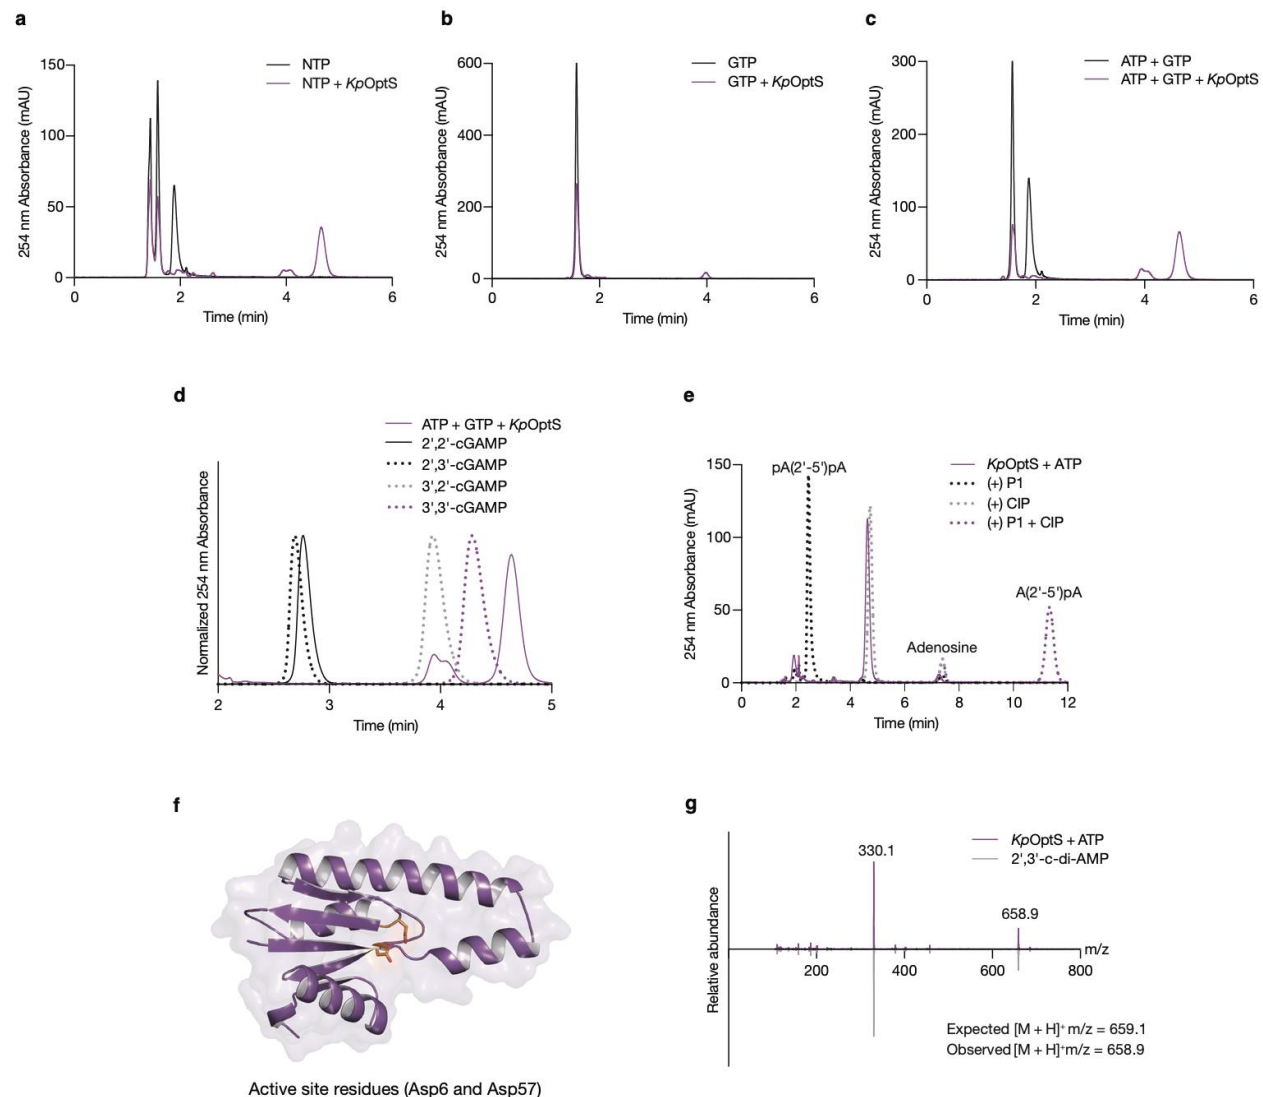 a
150
100
50
0
254 nm Absorbance (mAU)
0 2 4 6
Time (min)
NTP
NTP + KpOptS
b
600
400
200
0
254 nm Absorbance (mAU)
0 2 4 6
Time (min)
GTP
GTP + KpOptS
c
300
200
100
0
254 nm Absorbance (mAU)
0 2 4 6
Time (min)
ATP + GTP
ATP + GTP + KpOptS
d
ATP + GTP + KpOptS
2',2'-cGAMP
2',3'-cGAMP
3',2'-cGAMP
3',3'-cGAMP
Normalized 254 nm Absorbance
2 3 4 5
Time (min)
e
150
100
50
0
254 nm Absorbance (mAU)
pA(2'-5')pA
KpOptS + ATP
(+) P1
(+) CIP
(+) P1 + CIP
Adenosine
A(2'-5')pA
0 2 4 6 8 10 12
Time (min)
f
Active site residues (Asp6 and Asp57)
g
KpOptS + ATP
2',3'-c-di-AMP
330.1
658.9
Relative abundance
m/z
200 400 600 800
Expected [M + H]⁺ m/z = 659.1
Observed [M + H]⁺m/z = 658.9